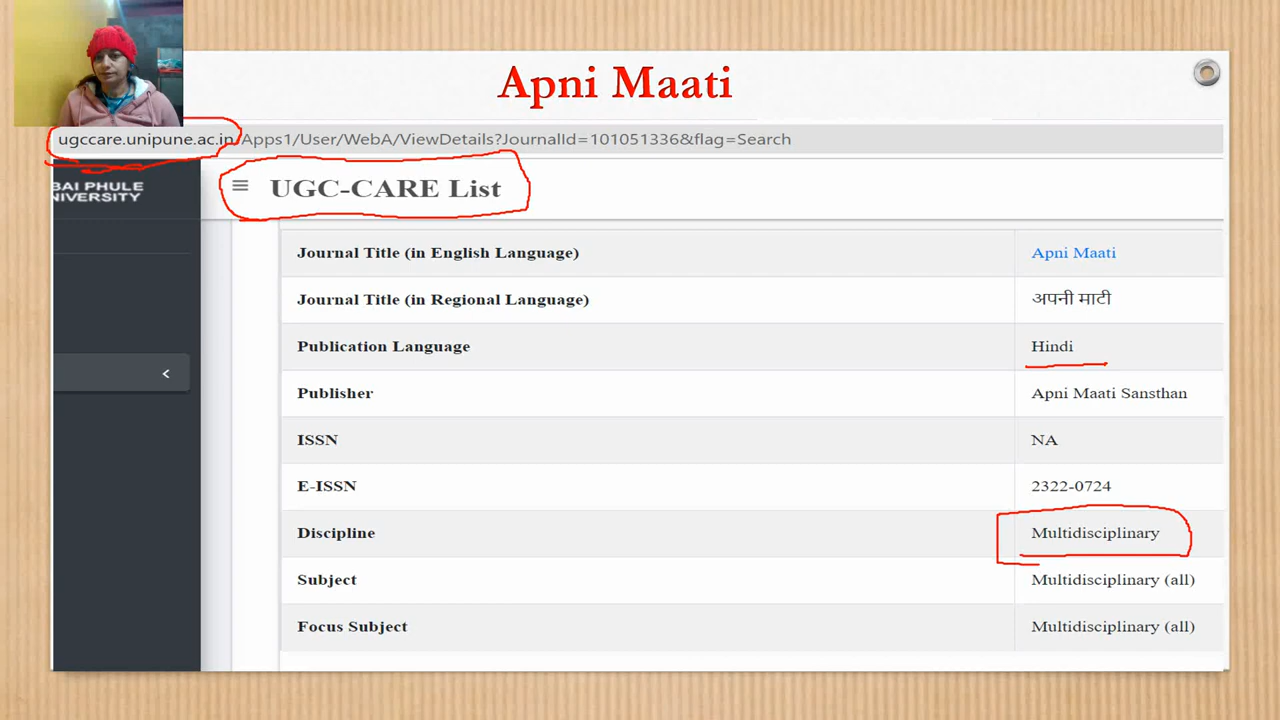 Apni Maati
ugccare.unipune.ac.in/Apps1/User/WebA/ViewDetails?JournalId=101051336&flag=Search
BAI PHULE
NIVERSITY
UGC-CARE List
Journal Title (in English Language) Apni Maati
Journal Title (in Regional Language) अपनी माटी
Publication Language Hindi
Publisher Apni Maati Sansthan
ISSN NA
E-ISSN 2322-0724
Discipline Multidisciplinary
Subject Multidisciplinary (all)
Focus Subject Multidisciplinary (all)